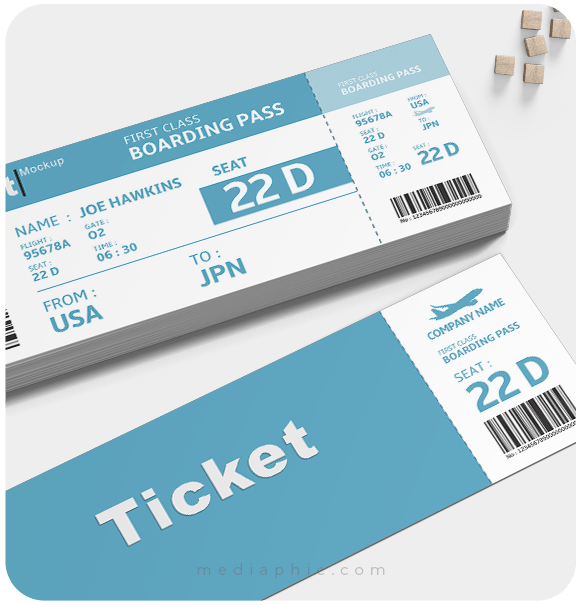 t|Mockup
FIRST CLASS
BOARDING PASS
NAME : JOE HAWKINS
FLIGHT :
95678A
GATE :
O2
SEAT :
22 D
TIME :
06 : 30
SEAT
22 D
FROM :
USA
TO :
JPN
FIRST CLASS
BOARDING PASS
FLIGHT :
95678A
FROM :
USA
SEAT :
22 D
TO :
JPN
GATE :
O2
TIME :
06 : 30
SEAT :
22 D
COMPANY NAME
FIRST CLASS
BOARDING PASS
SEAT :
22 D
Ticket
mediaphic.com